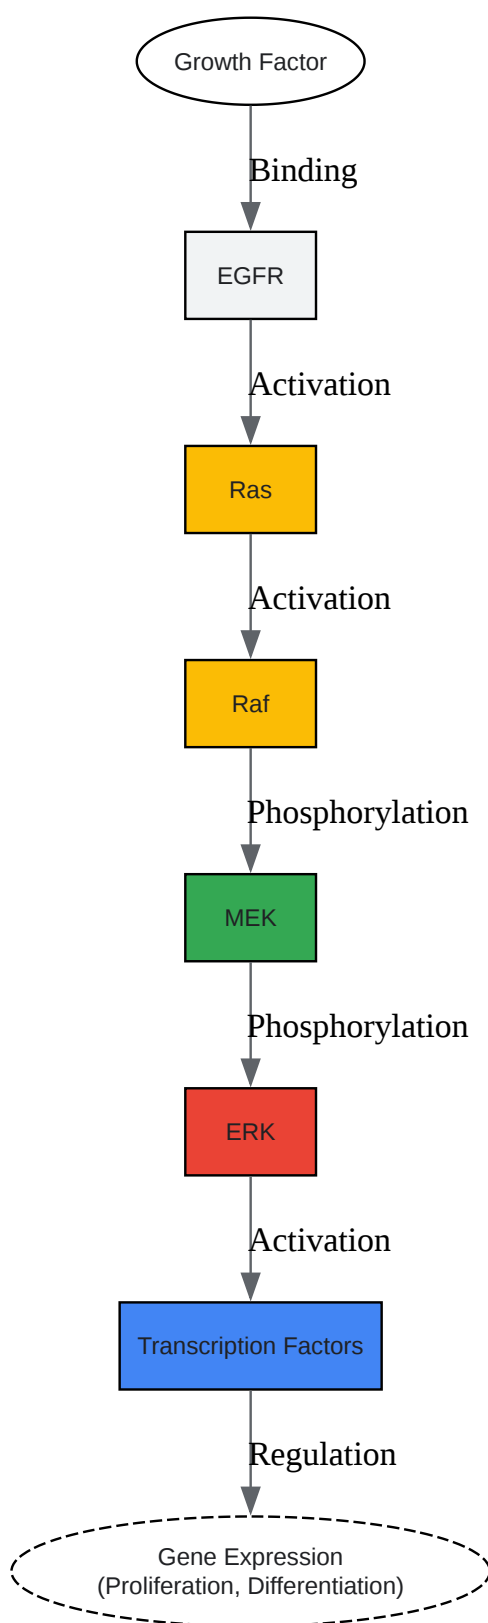 Growth Factor
Binding
EGFR
Activation
Ras
Activation
Raf
Phosphorylation
MEK
Phosphorylation
ERK
Activation
Transcription Factors
Regulation
Gene Expression
(Proliferation, Differentiation)